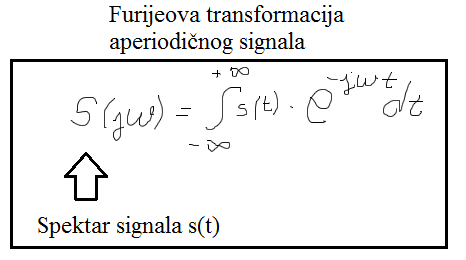 Furijeova transformacija
aperiodičnog signala
S(jω) = ∫_{-∞}^{+∞} s(t) · e^{-jωt} dt
Spektar signala s(t)